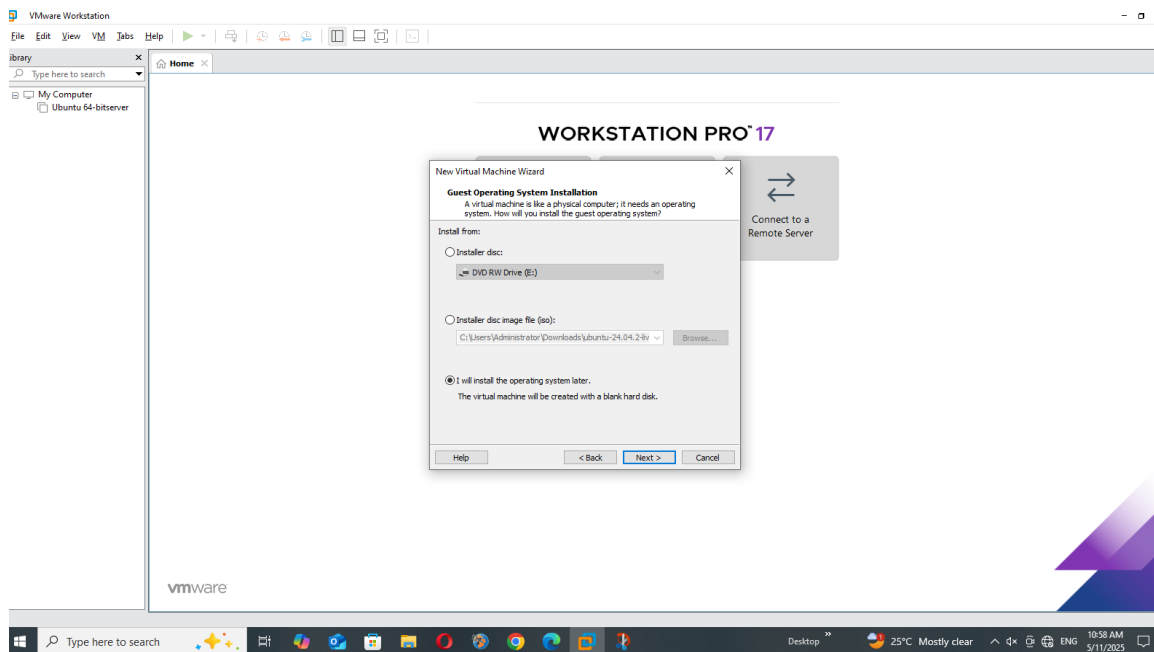 VMware Workstation
File Edit View VM Tabs Help
ibrary
Type here to search
My Computer
Ubuntu 64-bitserver
Home
WORKSTATION PRO™ 17
Connect to a
Remote Server
New Virtual Machine Wizard
Guest Operating System Installation
A virtual machine is like a physical computer; it needs an operating
system. How will you install the guest operating system?
Install from:
Installer disc:
DVD RW Drive (E:)
Installer disc image file (iso):
C:\Users\Administrator\Downloads\ubuntu-24.04.2-liv
Browse...
I will install the operating system later.
The virtual machine will be created with a blank hard disk.
Help < Back Next > Cancel
vmware
Type here to search
Desktop
25°C Mostly clear
ENG
10:58 AM
5/11/2025